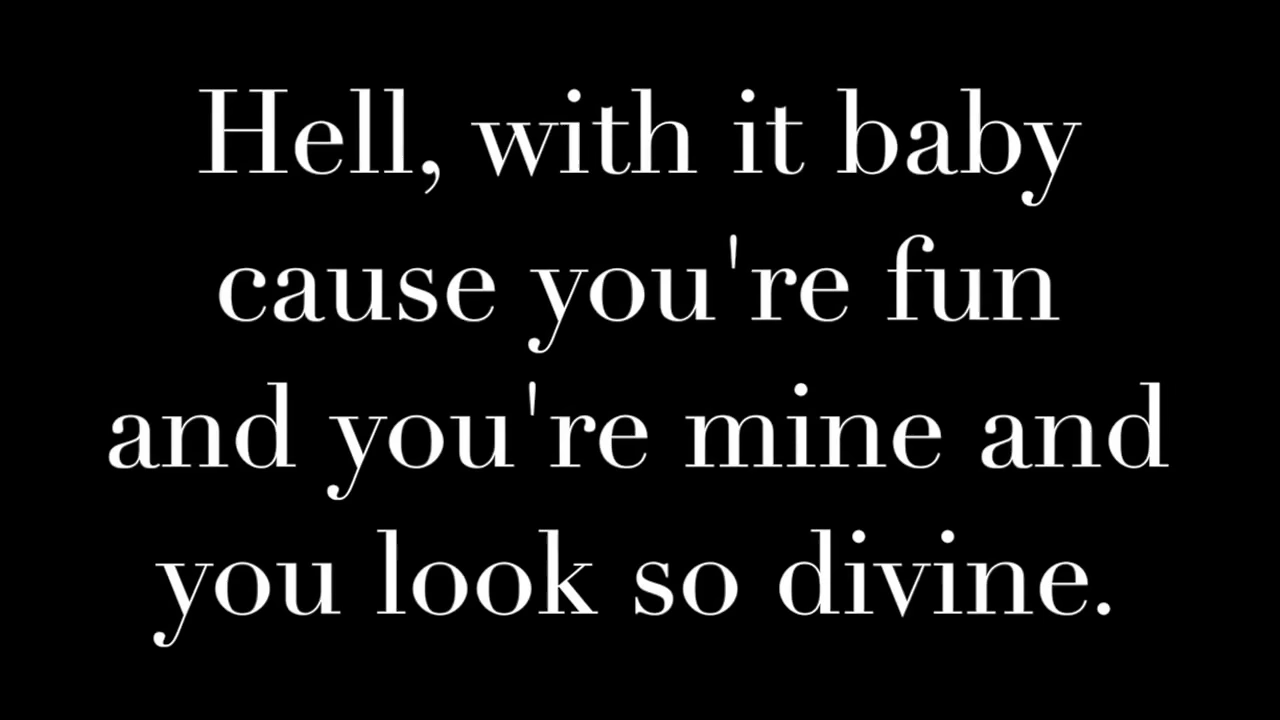 Hell, with it baby
cause you're fun
and you're mine and
you look so divine.